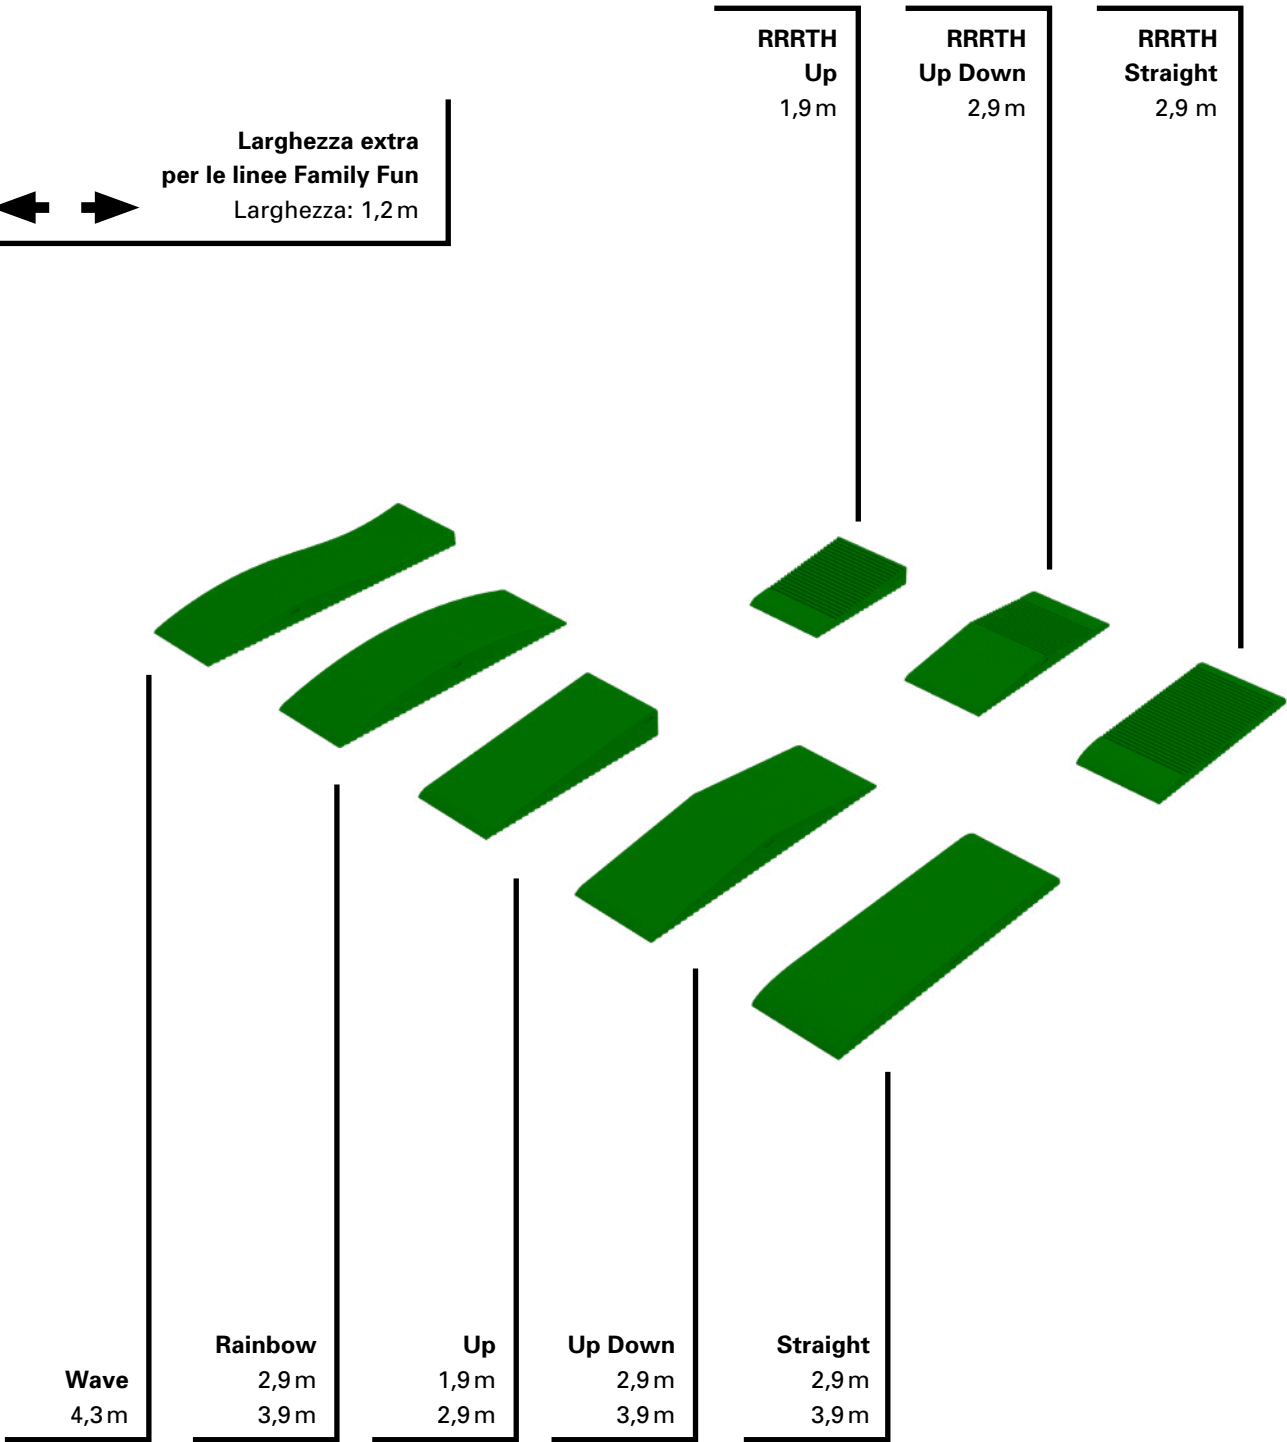 RRRTH
Up
1,9 m
RRRTH
Up Down
2,9 m
RRRTH
Straight
2,9 m
Larghezza extra
per le linee Family Fun
Larghezza: 1,2 m
Wave
4,3 m
Rainbow
2,9 m
3,9 m
Up
1,9 m
2,9 m
Up Down
2,9 m
3,9 m
Straight
2,9 m
3,9 m